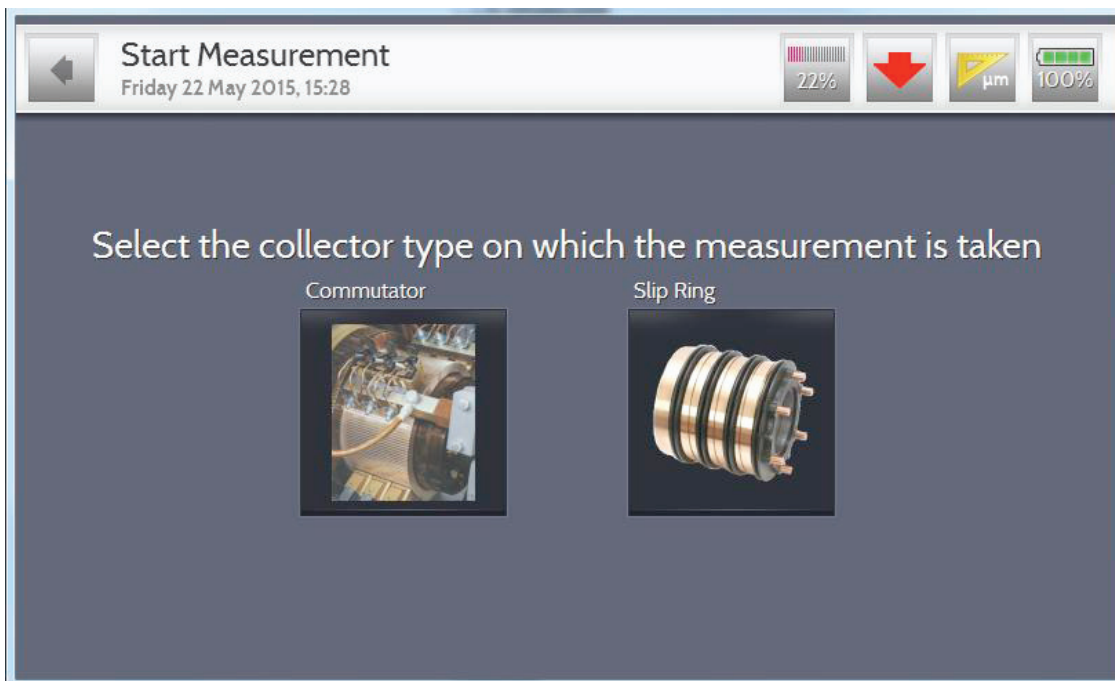 Start Measurement
Friday 22 May 2015, 15:28
22%
µm
100%
Select the collector type on which the measurement is taken
Commutator
Slip Ring